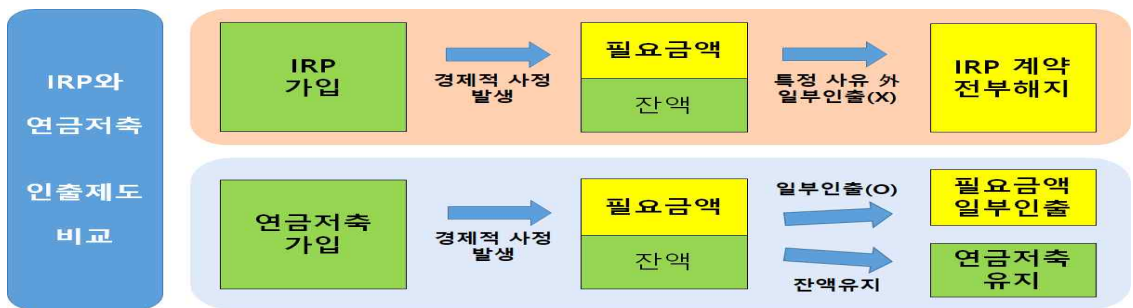 IRP와
연금저축
인출제도
비교
IRP
가입
경제적 사정
발생
필요금액
잔액
특정 사유 外
일부인출(X)
IRP 계약
전부해지
연금저축
가입
경제적 사정
발생
필요금액
잔액
일부인출(O)
잔액유지
필요금액
일부인출
연금저축
유지